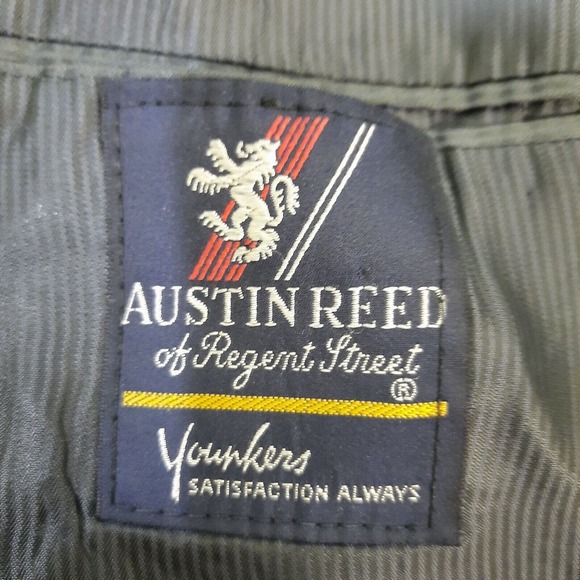 AUSTIN REED
of Regent Street
®
Younkers
SATISFACTION ALWAYS